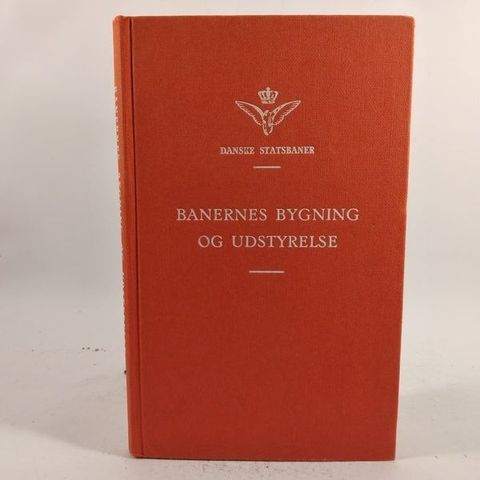 DANSKE STATSBANER
BANERNES BYGNING
OG UDSTYRELSE